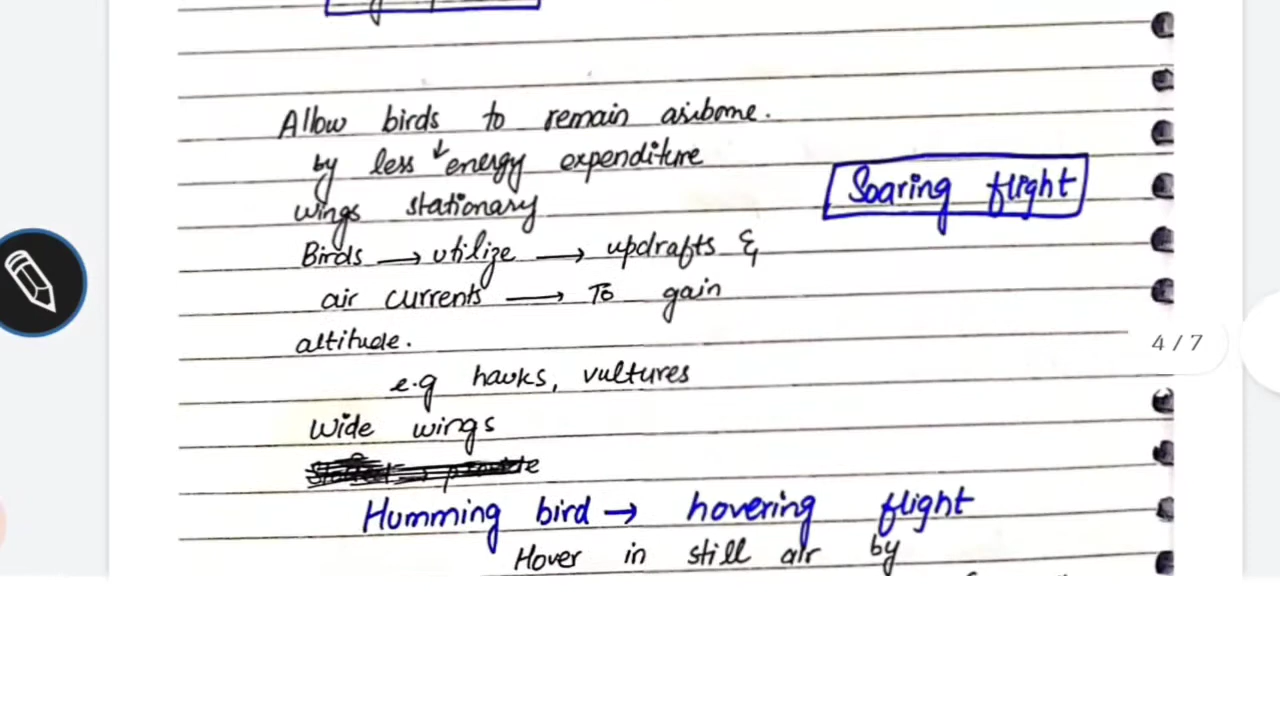 Allow birds to remain airborne.
by less ↓ energy expenditure
Soaring flight
wings stationary
Birds → utilize → updrafts &
air currents → To gain
altitude.
e.g hawks, vultures
Wide wings
Humming bird → hovering flight
Hover in still air by
4 / 7